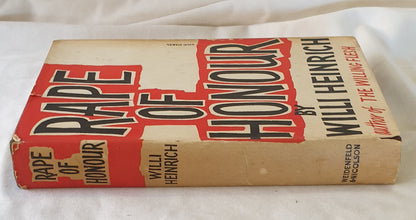 RAPE
OF
HONOUR
BY
WILLI HEINRICH
author of THE WILLING FLESH
RAPE
OF
HONOUR
WILLI
HEINRICH
WEIDENFELD
& NICOLSON